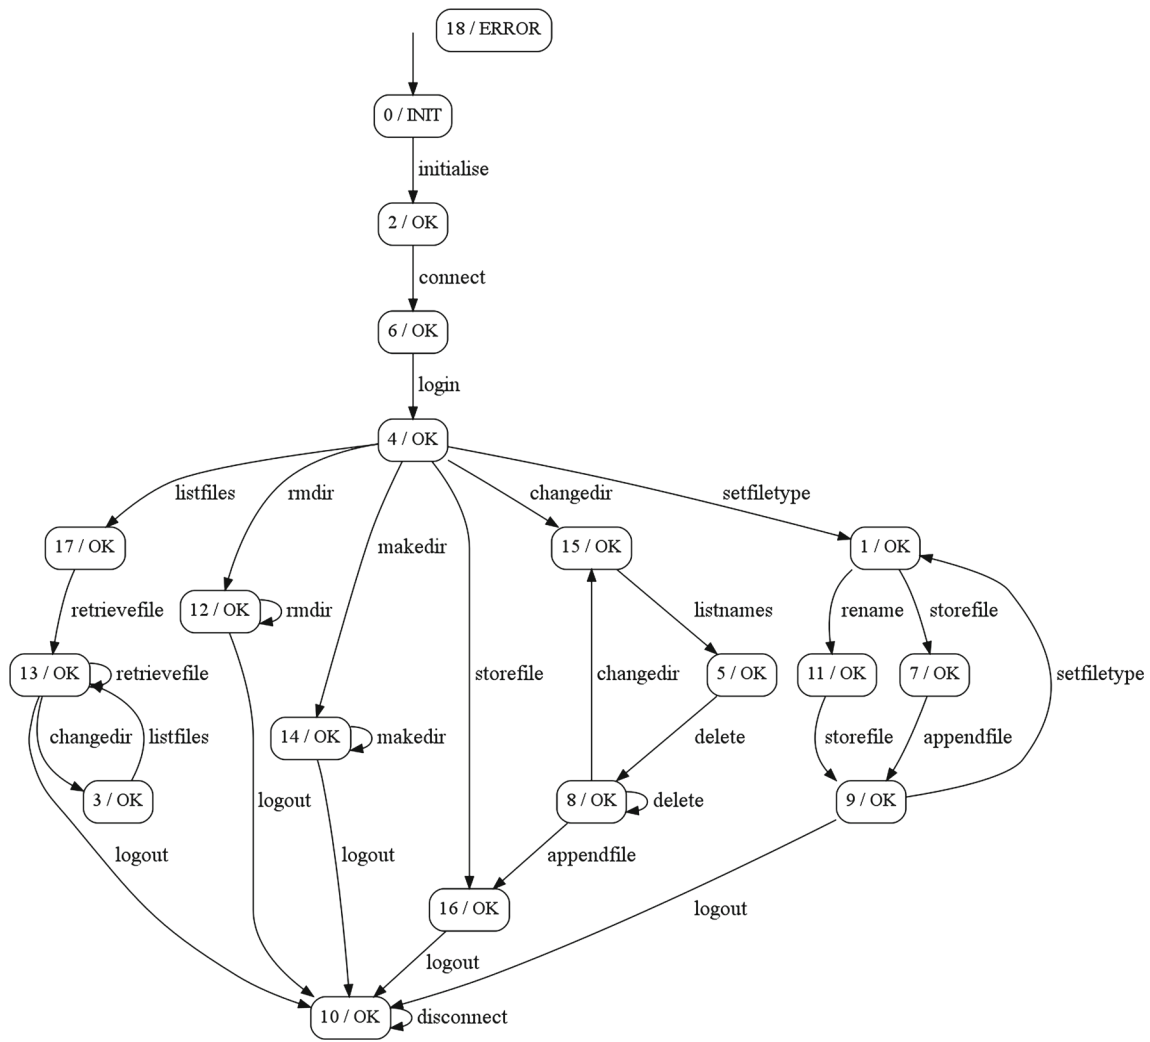 18 / ERROR
0 / INIT
initialise
2 / OK
connect
6 / OK
login
4 / OK
listfiles
rmdir
changedir
setfiletype
makedir
17 / OK
15 / OK
1 / OK
retrievefile
12 / OK
rmdir
listnames
rename
storefile
13 / OK
retrievefile
storefile
changedir
5 / OK
11 / OK
7 / OK
setfiletype
changedir
listfiles
14 / OK
makedir
delete
storefile
appendfile
3 / OK
logout
8 / OK
delete
9 / OK
logout
logout
appendfile
16 / OK
logout
logout
10 / OK
disconnect